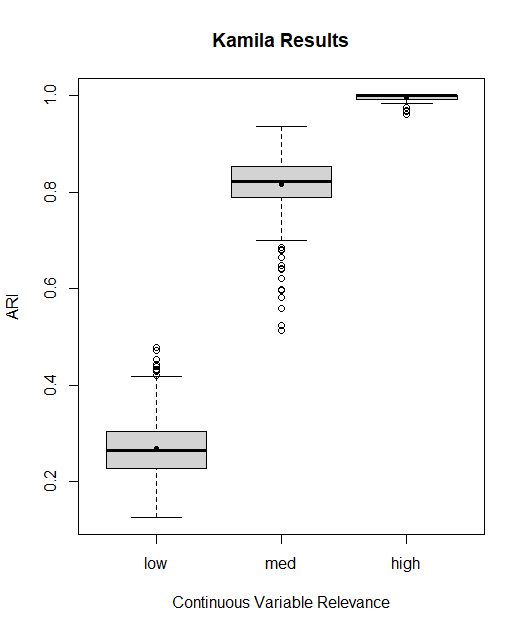 Kamila Results
1.0
0.8
0.6
0.4
0.2
ARI
low med high
Continuous Variable Relevance